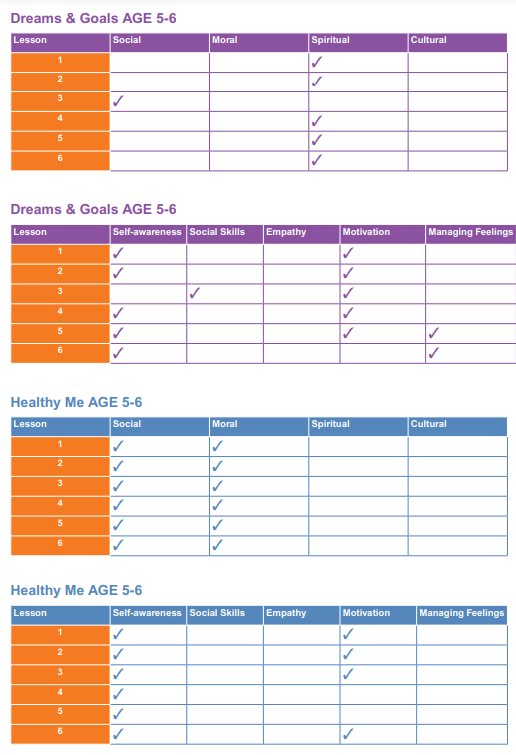 Dreams & Goals AGE 5-6
Lesson Social Moral Spiritual Cultural
1 ✓
2 ✓
3 ✓
4 ✓
5 ✓
6 ✓
Dreams & Goals AGE 5-6
Lesson Self-awareness Social Skills Empathy Motivation Managing Feelings
1 ✓ ✓
2 ✓ ✓
3 ✓ ✓
4 ✓ ✓
5 ✓ ✓ ✓
6 ✓ ✓
Healthy Me AGE 5-6
Lesson Social Moral Spiritual Cultural
1 ✓ ✓
2 ✓ ✓
3 ✓ ✓
4 ✓ ✓
5 ✓ ✓
6 ✓ ✓
Healthy Me AGE 5-6
Lesson Self-awareness Social Skills Empathy Motivation Managing Feelings
1 ✓ ✓
2 ✓ ✓
3 ✓ ✓
4 ✓
5 ✓
6 ✓ ✓